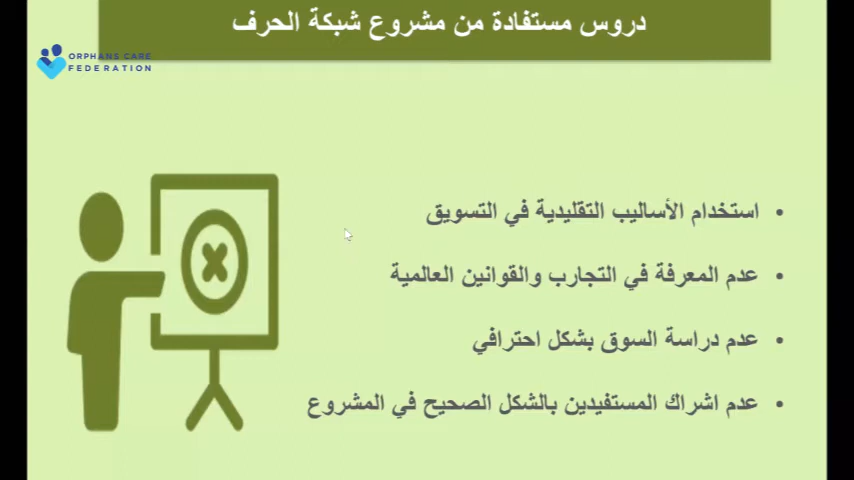 دروس مستفادة من مشروع شبكة الحرف
ORPHANS CARE
FEDERATION
• استخدام الأساليب التقليدية في التسويق
• عدم المعرفة في التجارب والقوانين العالمية
• عدم دراسة السوق بشكل احترافي
• عدم اشراك المستفيدين بالشكل الصحيح في المشروع